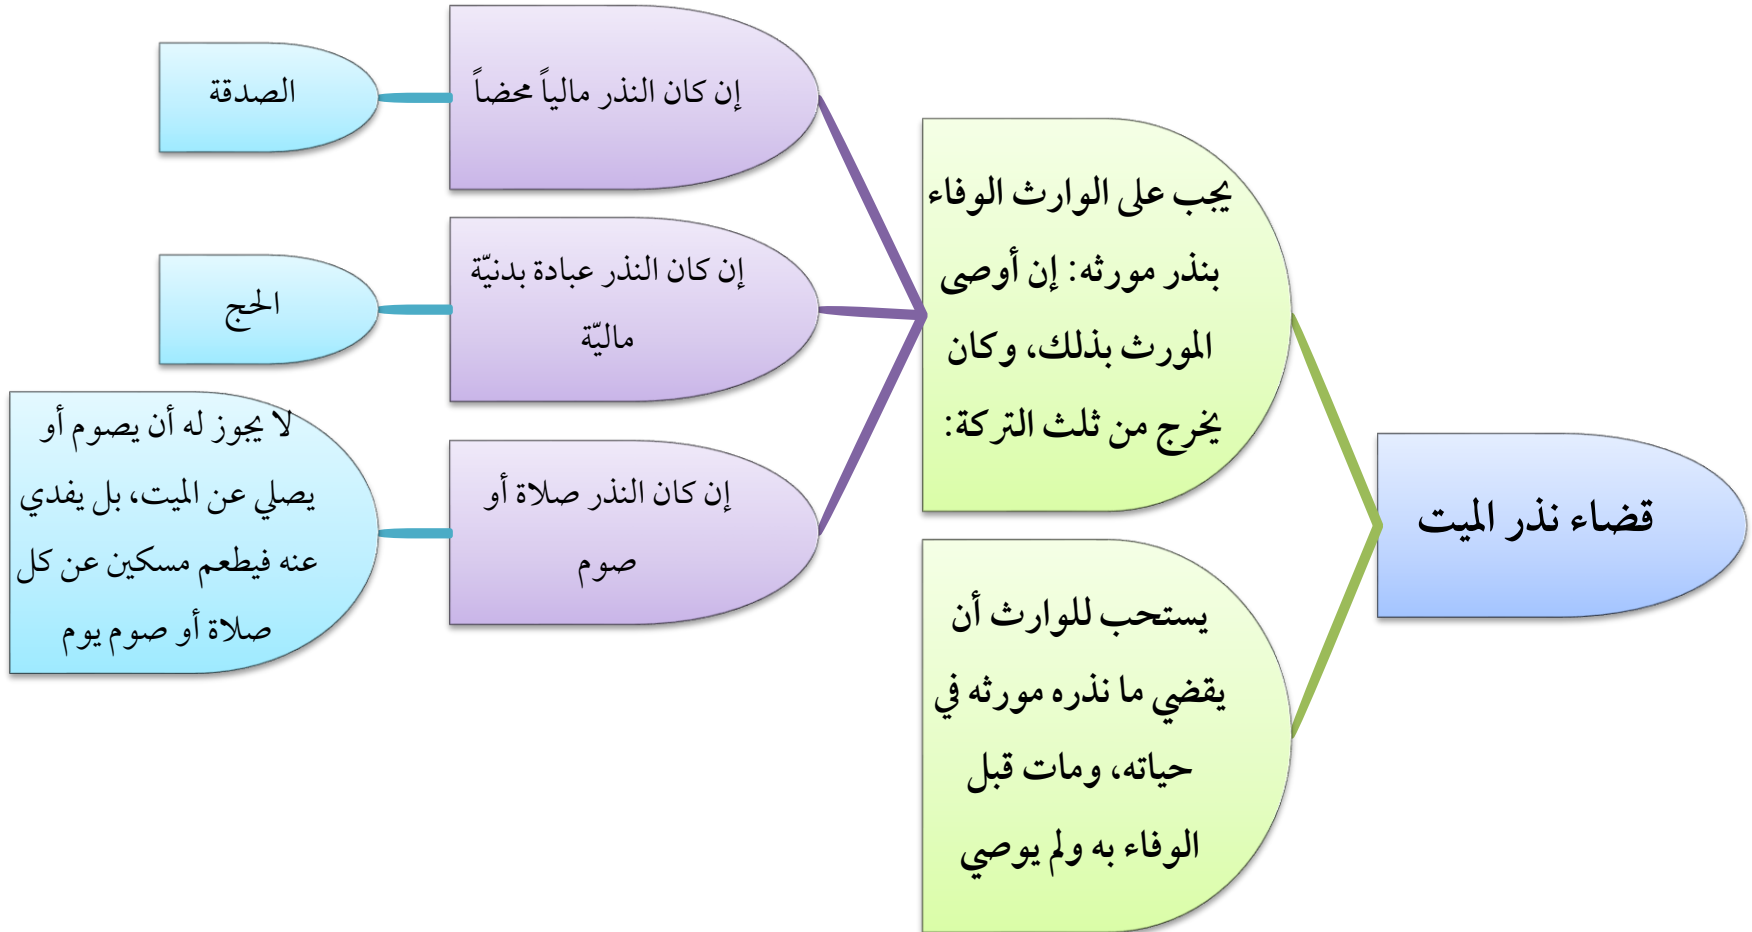 قضاء نذر الميت
يجب على الوارث الوفاء
بنذر مورثه: إن أوصى
المورث بذلك، وكان
يخرج من ثلث التركة:
إن كان النذر مالياً محضاً
الصدقة
إن كان النذر عبادة بدنيّة
ماليّة
الحج
إن كان النذر صلاة أو
صوم
لا يجوز له أن يصوم أو
يصلي عن الميت، بل يفدي
عنه فيطعم مسكين عن كل
صلاة أو صوم يوم
يستحب للوارث أن
يقضي ما نذره مورثه في
حياته، ومات قبل
الوفاء به ولم يوصي